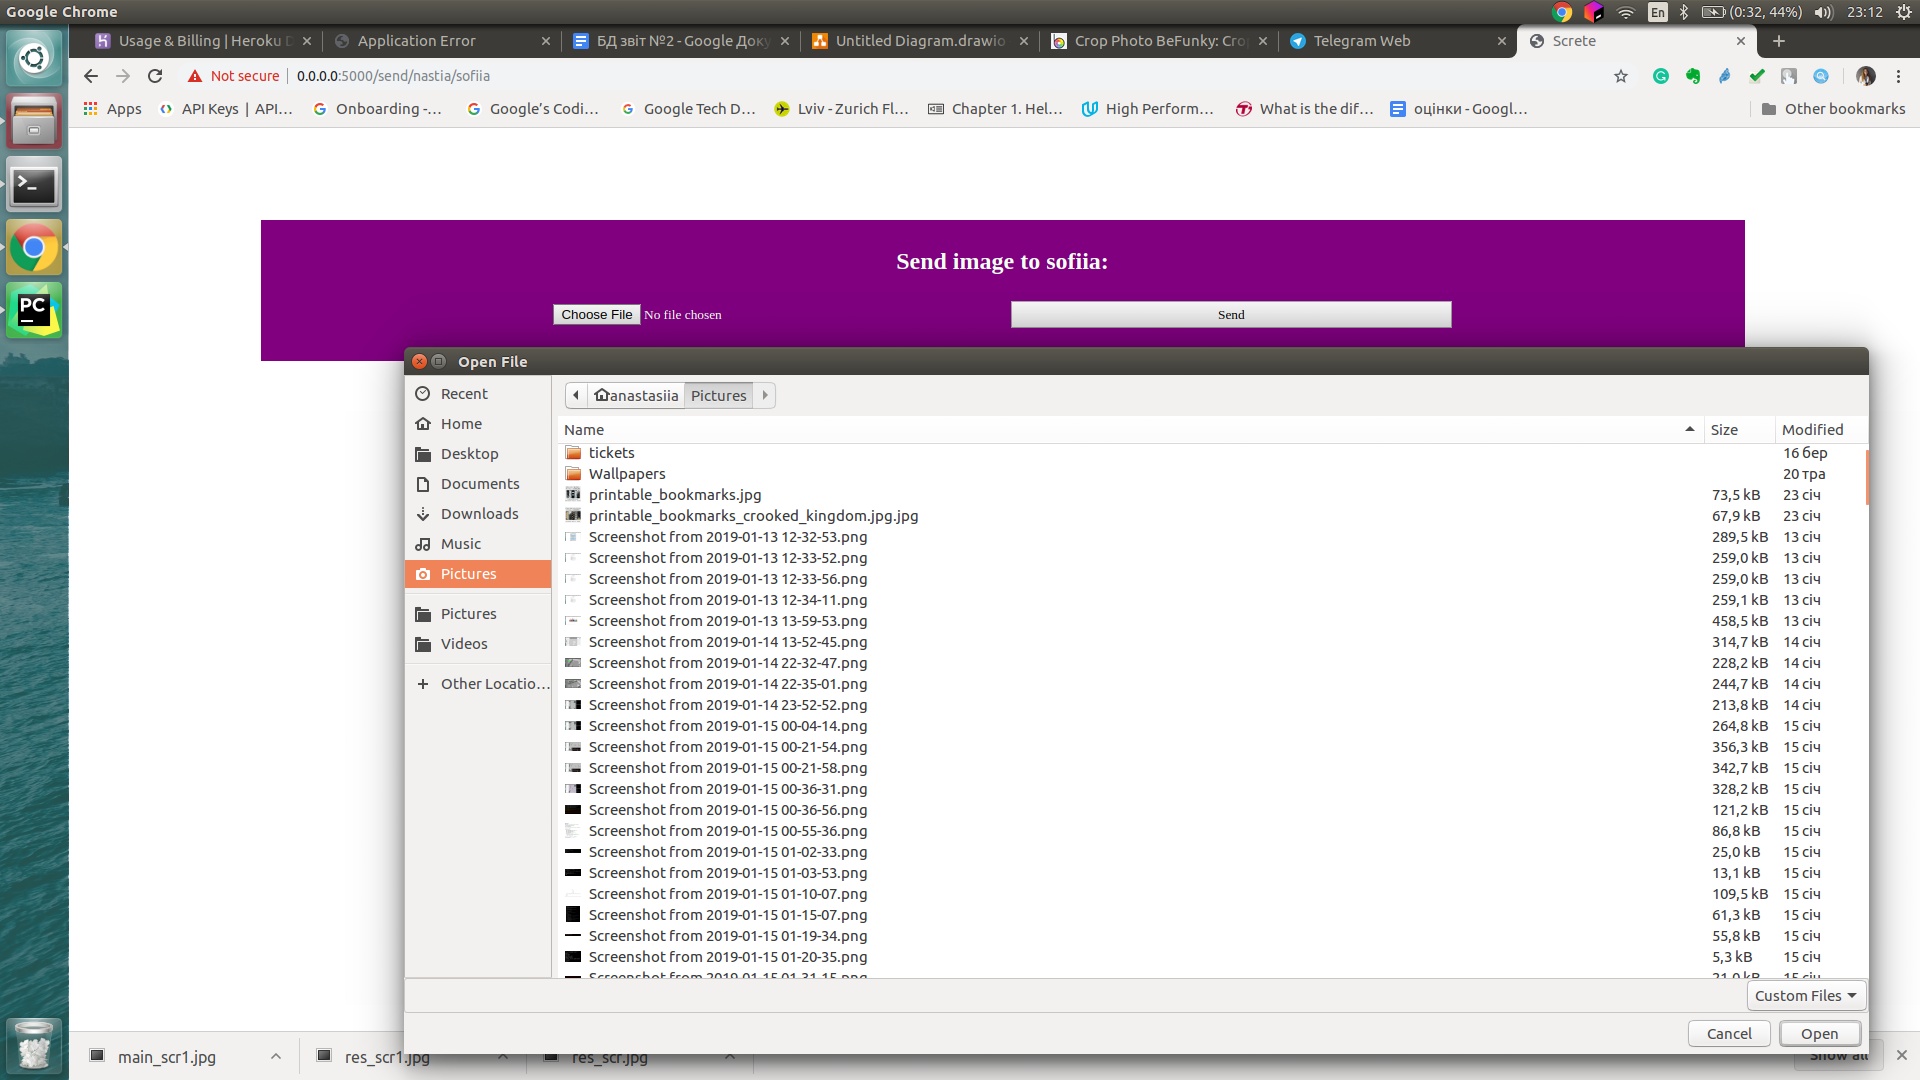 Google Chrome
En
(0:32, 44%)
23:12
Usage & Billing | Heroku D
Application Error
БД звіт №2 - Google Доку
Untitled Diagram.drawio
Crop Photo BeFunky: Cro
Telegram Web
Screte
Not secure
0.0.0.0:5000/send/nastia/sofiia
Apps
API Keys | API...
Onboarding -...
Google's Codi...
Google Tech D...
Lviv - Zurich Fl...
Chapter 1. Hel...
High Perform...
What is the dif...
оцінки - Googl...
Other bookmarks
Send image to sofiia:
Choose File No file chosen
Send
Open File
Recent
Home
Desktop
Documents
Downloads
Music
Pictures
Pictures
Videos
Other Locatio...
anastasiia
Pictures
Name Size Modified
tickets 16 бер
Wallpapers 20 тра
printable_bookmarks.jpg 73,5 kB 23 січ
printable_bookmarks_crooked_kingdom.jpg.jpg 67,9 kB 23 січ
Screenshot from 2019-01-13 12-32-53.png 289,5 kB 13 січ
Screenshot from 2019-01-13 12-33-52.png 259,0 kB 13 січ
Screenshot from 2019-01-13 12-33-56.png 259,0 kB 13 січ
Screenshot from 2019-01-13 12-34-11.png 259,1 kB 13 січ
Screenshot from 2019-01-13 13-59-53.png 458,5 kB 13 січ
Screenshot from 2019-01-14 13-52-45.png 314,7 kB 14 січ
Screenshot from 2019-01-14 22-32-47.png 228,2 kB 14 січ
Screenshot from 2019-01-14 22-35-01.png 244,7 kB 14 січ
Screenshot from 2019-01-14 23-52-52.png 213,8 kB 14 січ
Screenshot from 2019-01-15 00-04-14.png 264,8 kB 15 січ
Screenshot from 2019-01-15 00-21-54.png 356,3 kB 15 січ
Screenshot from 2019-01-15 00-21-58.png 342,7 kB 15 січ
Screenshot from 2019-01-15 00-36-31.png 328,2 kB 15 січ
Screenshot from 2019-01-15 00-36-56.png 121,2 kB 15 січ
Screenshot from 2019-01-15 00-55-36.png 86,8 kB 15 січ
Screenshot from 2019-01-15 01-02-33.png 25,0 kB 15 січ
Screenshot from 2019-01-15 01-03-53.png 13,1 kB 15 січ
Screenshot from 2019-01-15 01-10-07.png 109,5 kB 15 січ
Screenshot from 2019-01-15 01-15-07.png 61,3 kB 15 січ
Screenshot from 2019-01-15 01-19-34.png 55,8 kB 15 січ
Screenshot from 2019-01-15 01-20-35.png 5,3 kB 15 січ
Screenshot from 2019-01-15 01-31-15.png 21,0 kB 15 січ
Custom Files
Cancel
Open
main_scr1.jpg
res_scr1.jpg
res_scr.jpg
Show all
PC